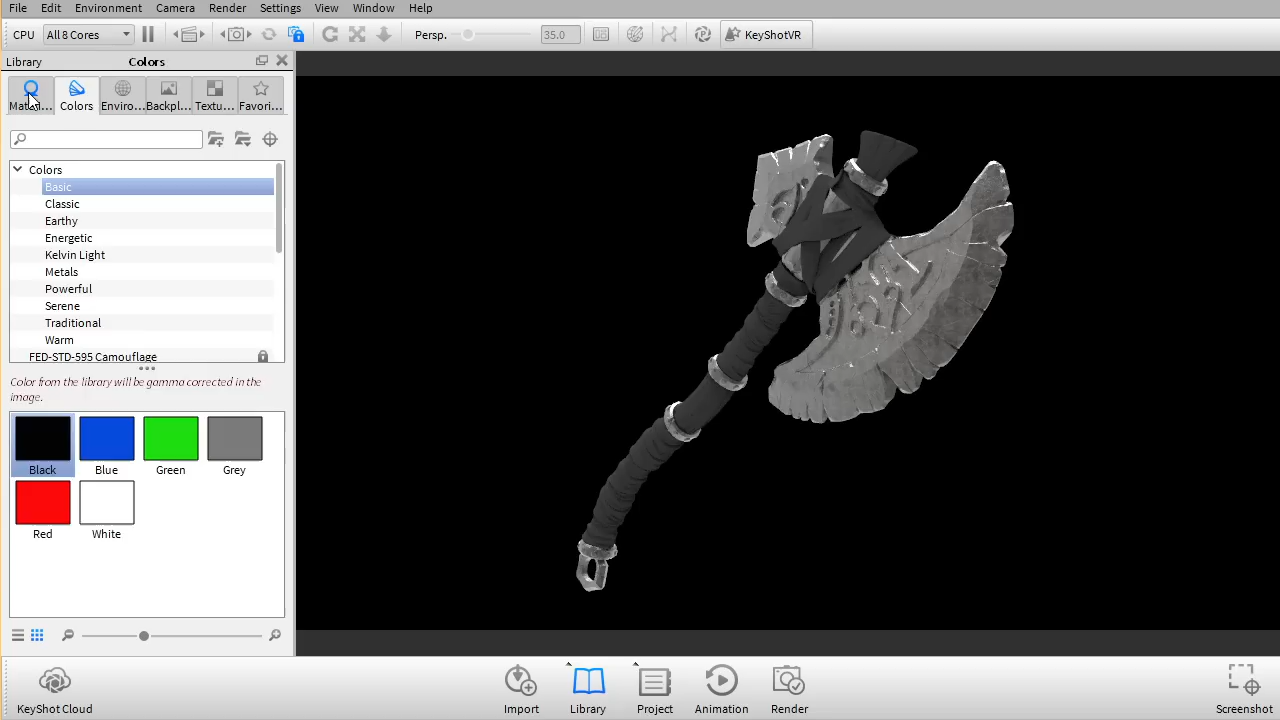 File Edit Environment Camera Render Settings View Window Help
CPU All 8 Cores Persp. 35.0 KeyShotVR
Library Colors
Mater... Colors Enviro... Backpl... Textu... Favori...
Colors
Basic
Classic
Earthy
Energetic
Kelvin Light
Metals
Powerful
Serene
Traditional
Warm
FED-STD-595 Camouflage
Color from the library will be gamma corrected in the
image.
Black Blue Green Grey
Red White
KeyShot Cloud Import Library Project Animation Render Screenshot